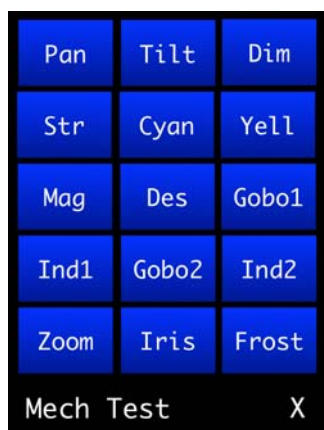 Pan Tilt Dim
Str Cyan Yell
Mag Des Gobo1
Ind1 Gobo2 Ind2
Zoom Iris Frost
Mech Test X